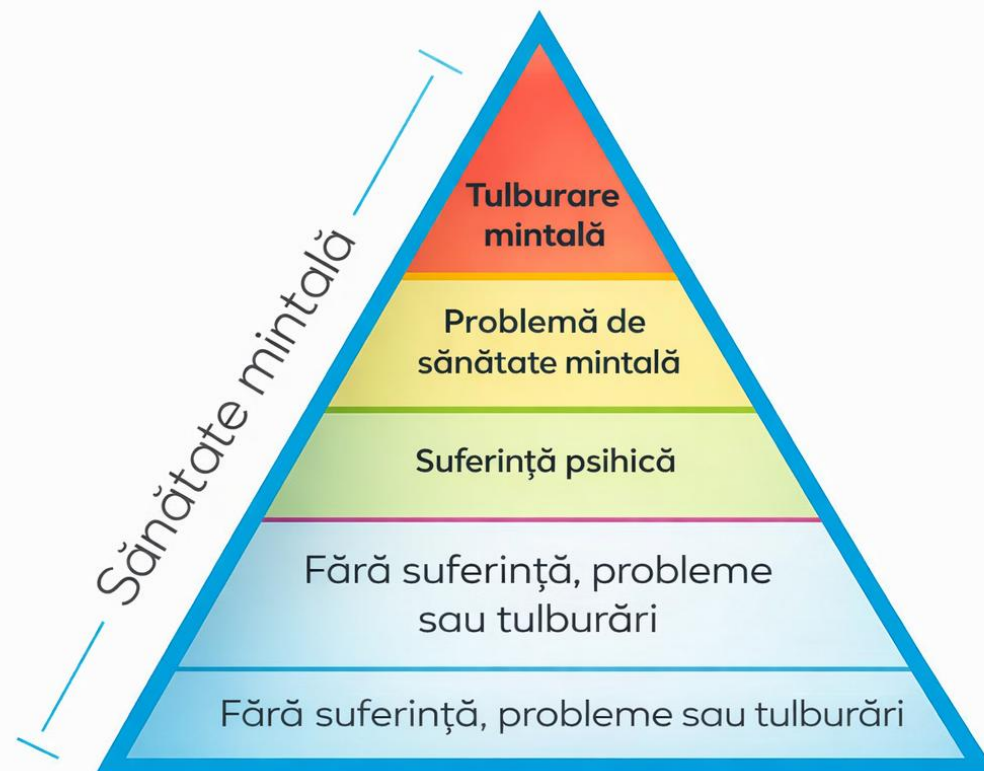 Sănătate mintală
Tulburare
mintală
Problemă de
sănătate mintală
Suferință psihică
Fără suferință, probleme
sau tulburări
Fără suferință, probleme sau tulburări